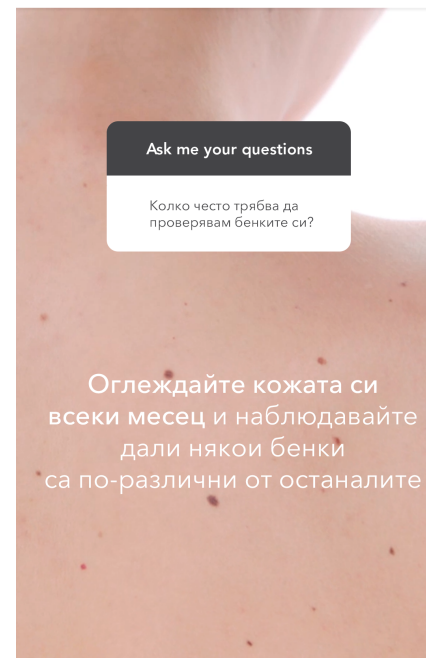 Ask me your questions
Колко често трябва да
проверявам бенките си?
Оглеждайте кожата си
всеки месец и наблюдавайте
дали някои бенки
са по-различни от останалите